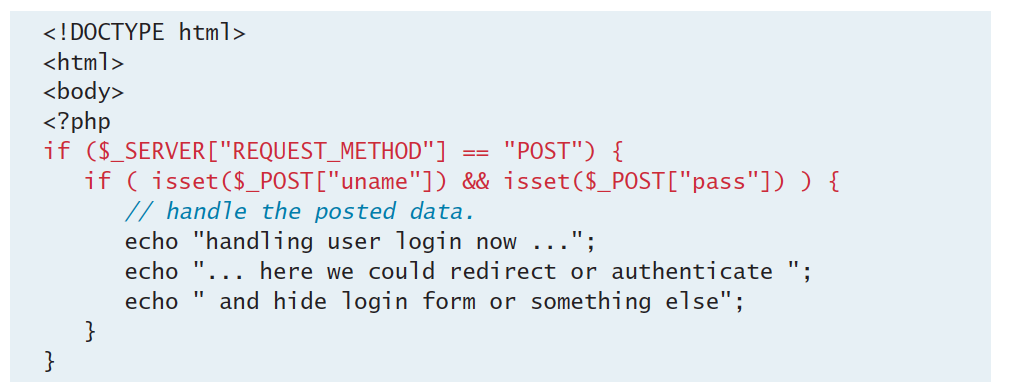 <!DOCTYPE html>
<html>
<body>
<?php
if ($_SERVER["REQUEST_METHOD"] == "POST") {
   if ( isset($_POST["uname"]) && isset($_POST["pass"]) ) {
      // handle the posted data.
      echo "handling user login now ...";
      echo "... here we could redirect or authenticate ";
      echo " and hide login form or something else";
   }
}